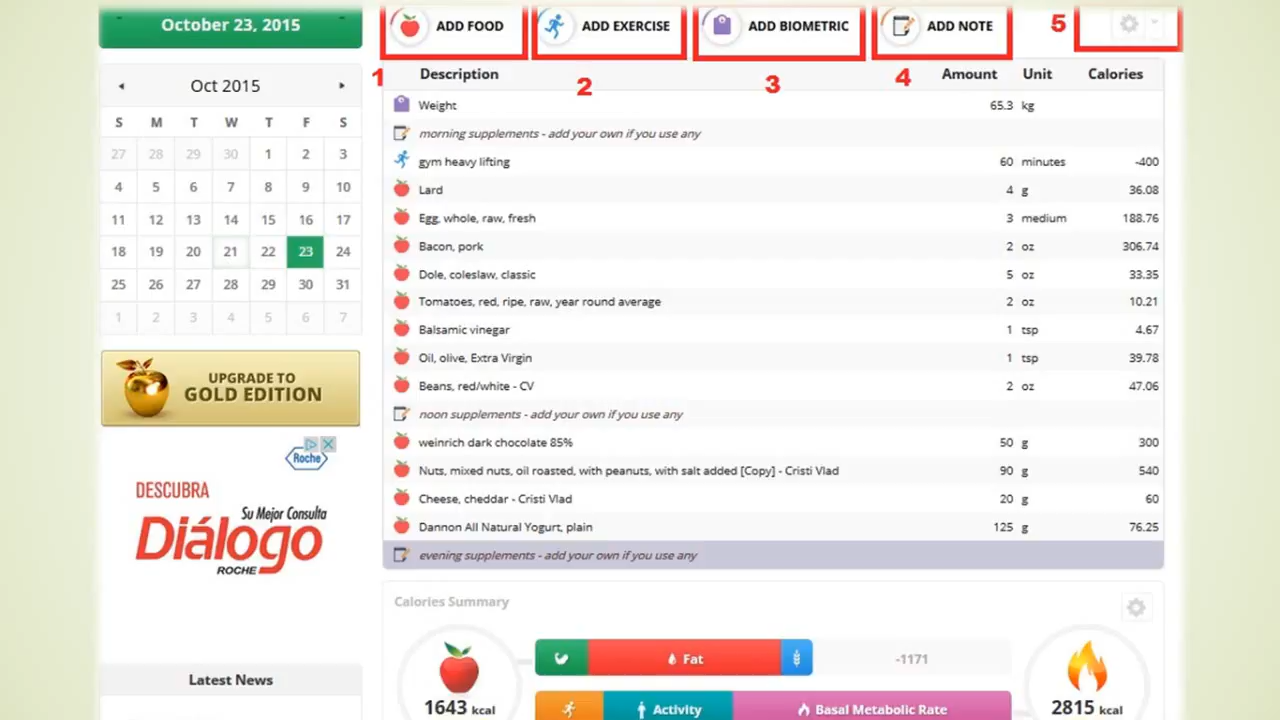 October 23, 2015
ADD FOOD
ADD EXERCISE
ADD BIOMETRIC
ADD NOTE
5
1
2
3
4
Oct 2015
S M T W T F S
27 28 29 30 1 2 3
4 5 6 7 8 9 10
11 12 13 14 15 16 17
18 19 20 21 22 23 24
25 26 27 28 29 30 31
1 2 3 4 5 6 7
UPGRADE TO
GOLD EDITION
Roche
DESCUBRA
Su Mejor Consulta
Diálogo
ROCHE
Latest News
Description Amount Unit Calories
Weight 65.3 kg
morning supplements - add your own if you use any
gym heavy lifting 60 minutes -400
Lard 4 g 36.08
Egg, whole, raw, fresh 3 medium 188.76
Bacon, pork 2 oz 306.74
Dole, coleslaw, classic 5 oz 33.35
Tomatoes, red, ripe, raw, year round average 2 oz 10.21
Balsamic vinegar 1 tsp 4.67
Oil, olive, Extra Virgin 1 tsp 39.78
Beans, red/white - CV 2 oz 47.06
noon supplements - add your own if you use any
weinrich dark chocolate 85% 50 g 300
Nuts, mixed nuts, oil roasted, with peanuts, with salt added [Copy] - Cristi Vlad 90 g 540
Cheese, cheddar - Cristi Vlad 20 g 60
Dannon All Natural Yogurt, plain 125 g 76.25
evening supplements - add your own if you use any
Calories Summary
1643 kcal
Fat
-1171
Activity
Basal Metabolic Rate
2815 kcal